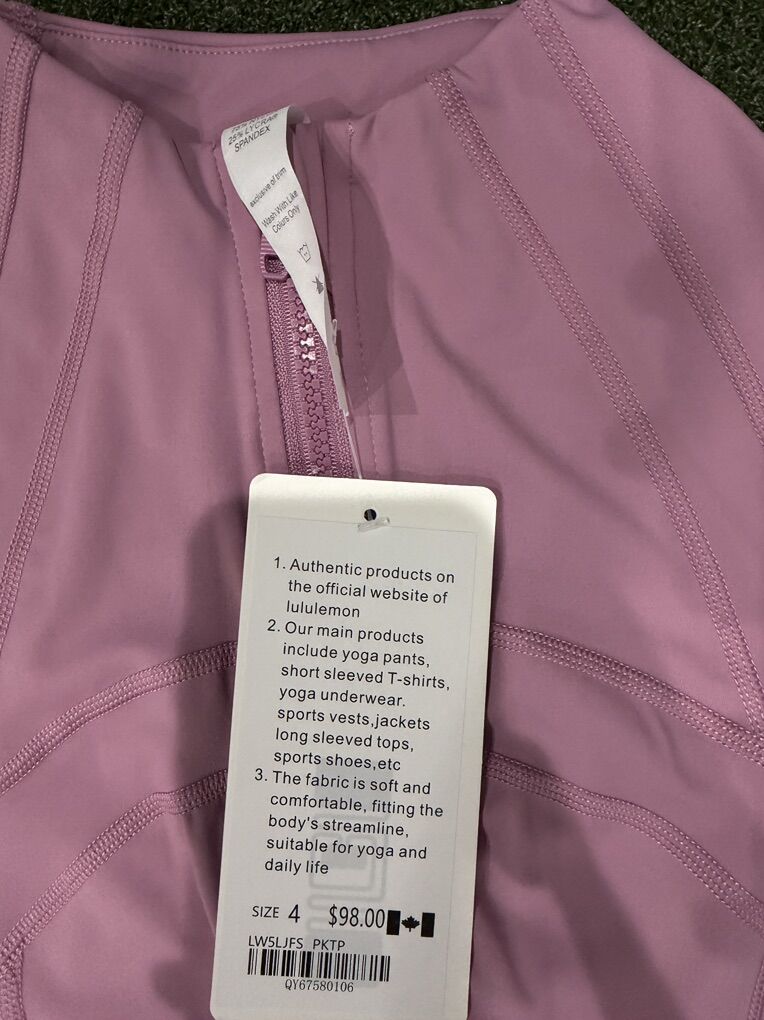 25% LYCRA®
SPANDEX
exclusive of trim
Wash With Like
Colours Only
1. Authentic products on
the official website of
lululemon
2. Our main products
include yoga pants,
short sleeved T-shirts,
yoga underwear.
sports vests,jackets
long sleeved tops,
sports shoes,etc
3. The fabric is soft and
comfortable, fitting the
body's streamline,
suitable for yoga and
daily life
SIZE 4 $98.00
LW5LJFS PKTP
QY67580106